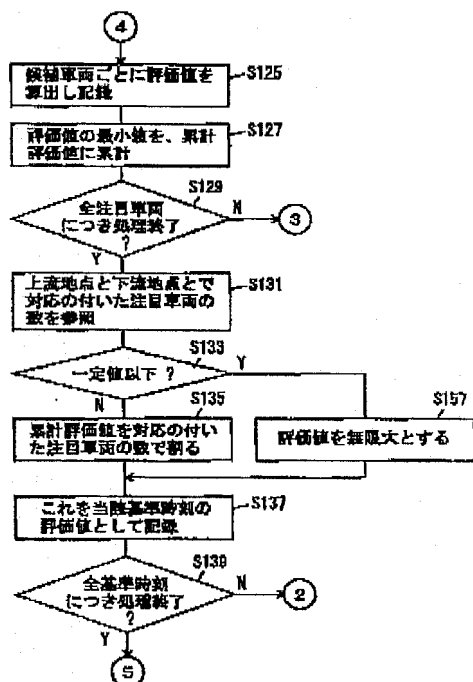 4
候補車両ごとに評価値を
算出し記録
S125
評価値の最小値を、累計
評価値に累計
S127
S129
全注目車両
につき処理終了
?
N
3
Y
上流地点と下流地点とで
対応の付いた注目車両の
数を参照
S131
S133
一定値以下 ?
Y
N
S135
累計評価値を対応の付い
た注目車両の数で割る
S157
評価値を無限大とする
S137
これを当該基準時刻の
評価値として記録
S139
全基準時刻
につき処理終了
?
N
2
Y
5